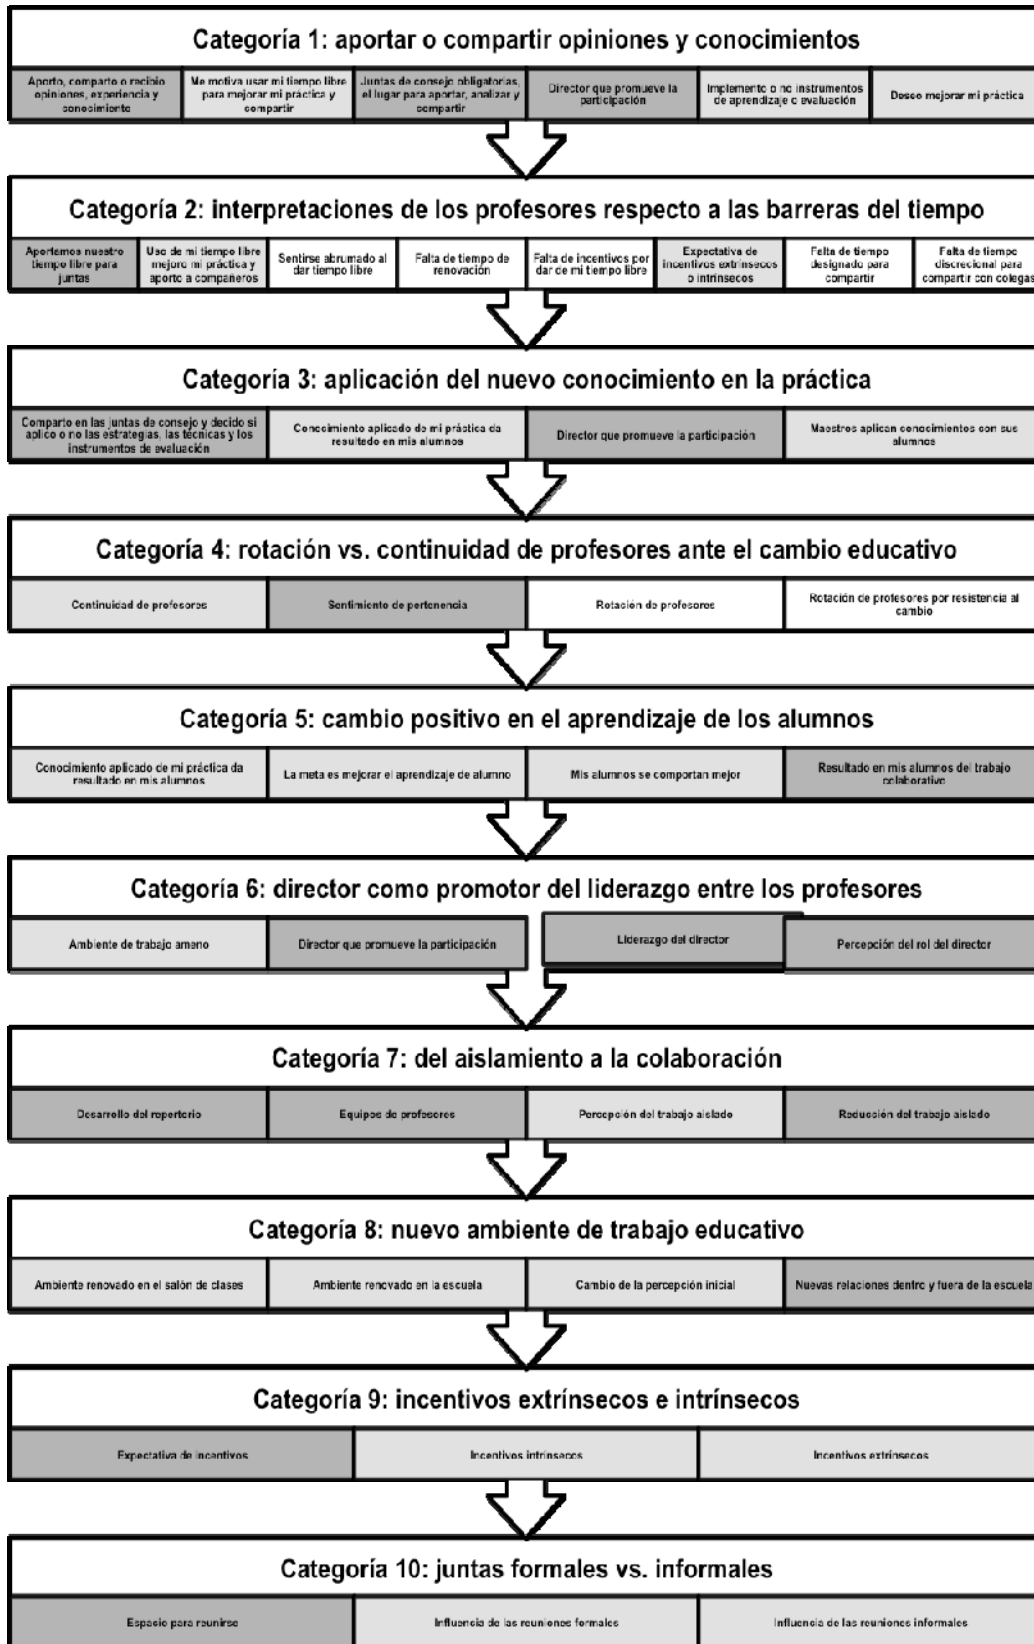 Categoría 1: aportar o compartir opiniones y conocimientos
Aporto, comparto o recibio
opiniones, experiencia y
conocimiento
Me motiva usar mi tiempo libre
para mejorar mi práctica y
compartir
Juntas de consejo obligatorias,
el lugar para aportar, analizar y
compartir
Director que promueve la
participación
Implemento o no instrumentos
de aprendizaje o evaluación
Deseo mejorar mi práctica
Categoría 2: interpretaciones de los profesores respecto a las barreras del tiempo
Aportamos nuestro
tiempo libre para
juntas
Uso de mi tiempo libre
mejoro mi práctica y
aporto a compañeros
Sentirse abrumado al
dar tiempo libre
Falta de tiempo de
renovación
Falta de incentivos por
dar de mi tiempo libre
Expectativa de
incentivos extrínsecos
o intrínsecos
Falta de tiempo
designado para
compartir
Falta de tiempo
discrecional para
compartir con colegas
Categoría 3: aplicación del nuevo conocimiento en la práctica
Comparto en las juntas de consejo y decido si
aplico o no las estrategias, las técnicas y los
instrumentos de evaluación
Conocimiento aplicado de mi práctica da
resultado en mis alumnos
Director que promueve la participación
Maestros aplican conocimientos con sus
alumnos
Categoría 4: rotación vs. continuidad de profesores ante el cambio educativo
Continuidad de profesores
Sentimiento de pertenencia
Rotación de profesores
Rotación de profesores por resistencia al
cambio
Categoría 5: cambio positivo en el aprendizaje de los alumnos
Conocimiento aplicado de mi práctica da
resultado en mis alumnos
La meta es mejorar el aprendizaje de alumno
Mis alumnos se comportan mejor
Resultado en mis alumnos del trabajo
colaborativo
Categoría 6: director como promotor del liderazgo entre los profesores
Ambiente de trabajo ameno
Director que promueve la participación
Liderazgo del director
Percepción del rol del director
Categoría 7: del aislamiento a la colaboración
Desarrollo del repertorio
Equipos de profesores
Percepción del trabajo aislado
Reducción del trabajo aislado
Categoría 8: nuevo ambiente de trabajo educativo
Ambiente renovado en el salón de clases
Ambiente renovado en la escuela
Cambio de la percepción inicial
Nuevas relaciones dentro y fuera de la escuela
Categoría 9: incentivos extrínsecos e intrínsecos
Expectativa de incentivos
Incentivos intrínsecos
Incentivos extrínsecos
Categoría 10: juntas formales vs. informales
Espacio para reunirse
Influencia de las reuniones formales
Influencia de las reuniones informales